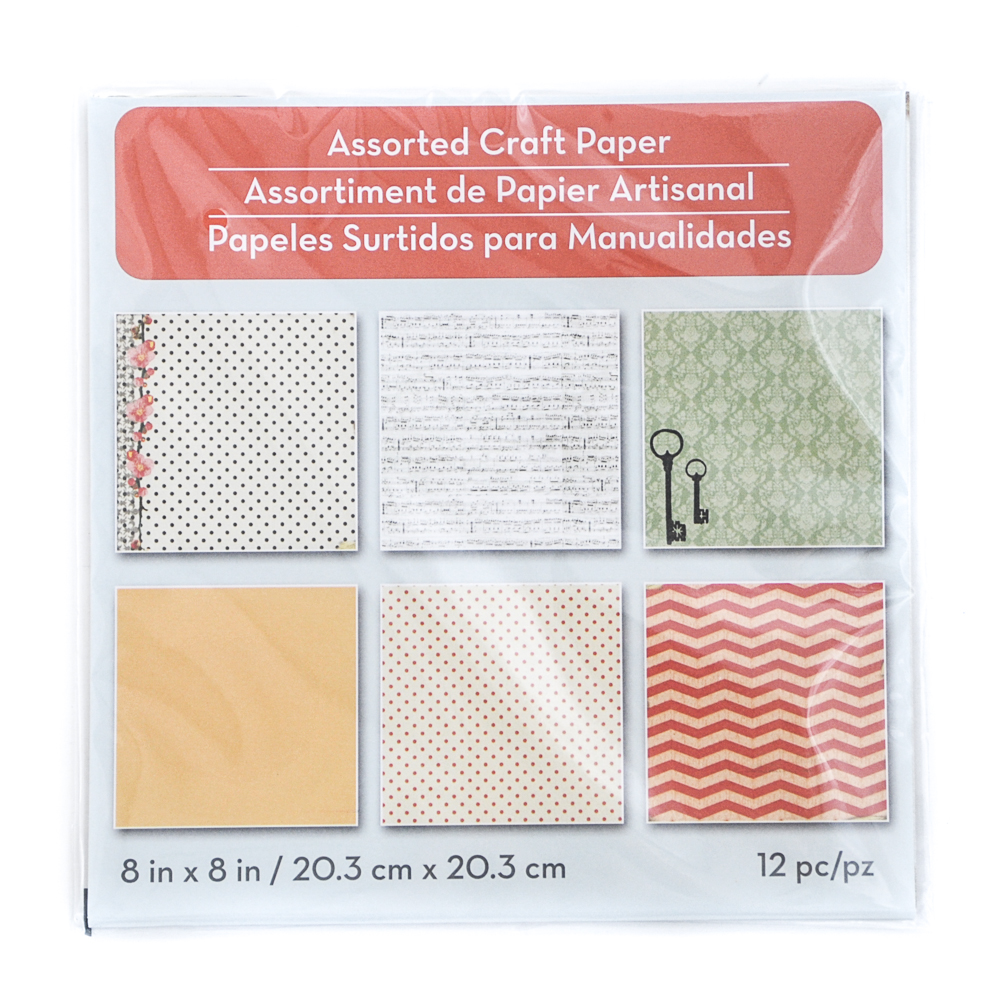 Assorted Craft Paper
Assortiment de Papier Artisanal
Papeles Surtidos para Manualidades
8 in x 8 in / 20.3 cm x 20.3 cm
12 pc/pz